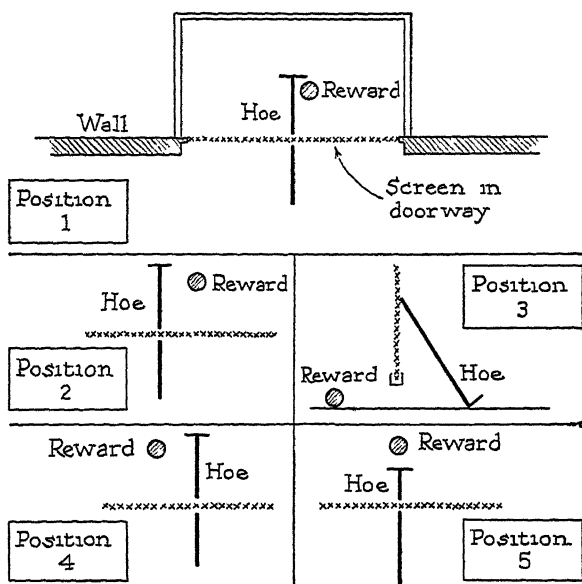 Hoe
Reward
Wall
Screen in
doorway
Position
1
Hoe
Reward
Position
2
Position
3
Reward
Hoe
Reward
Hoe
Position
4
Reward
Hoe
Position
5